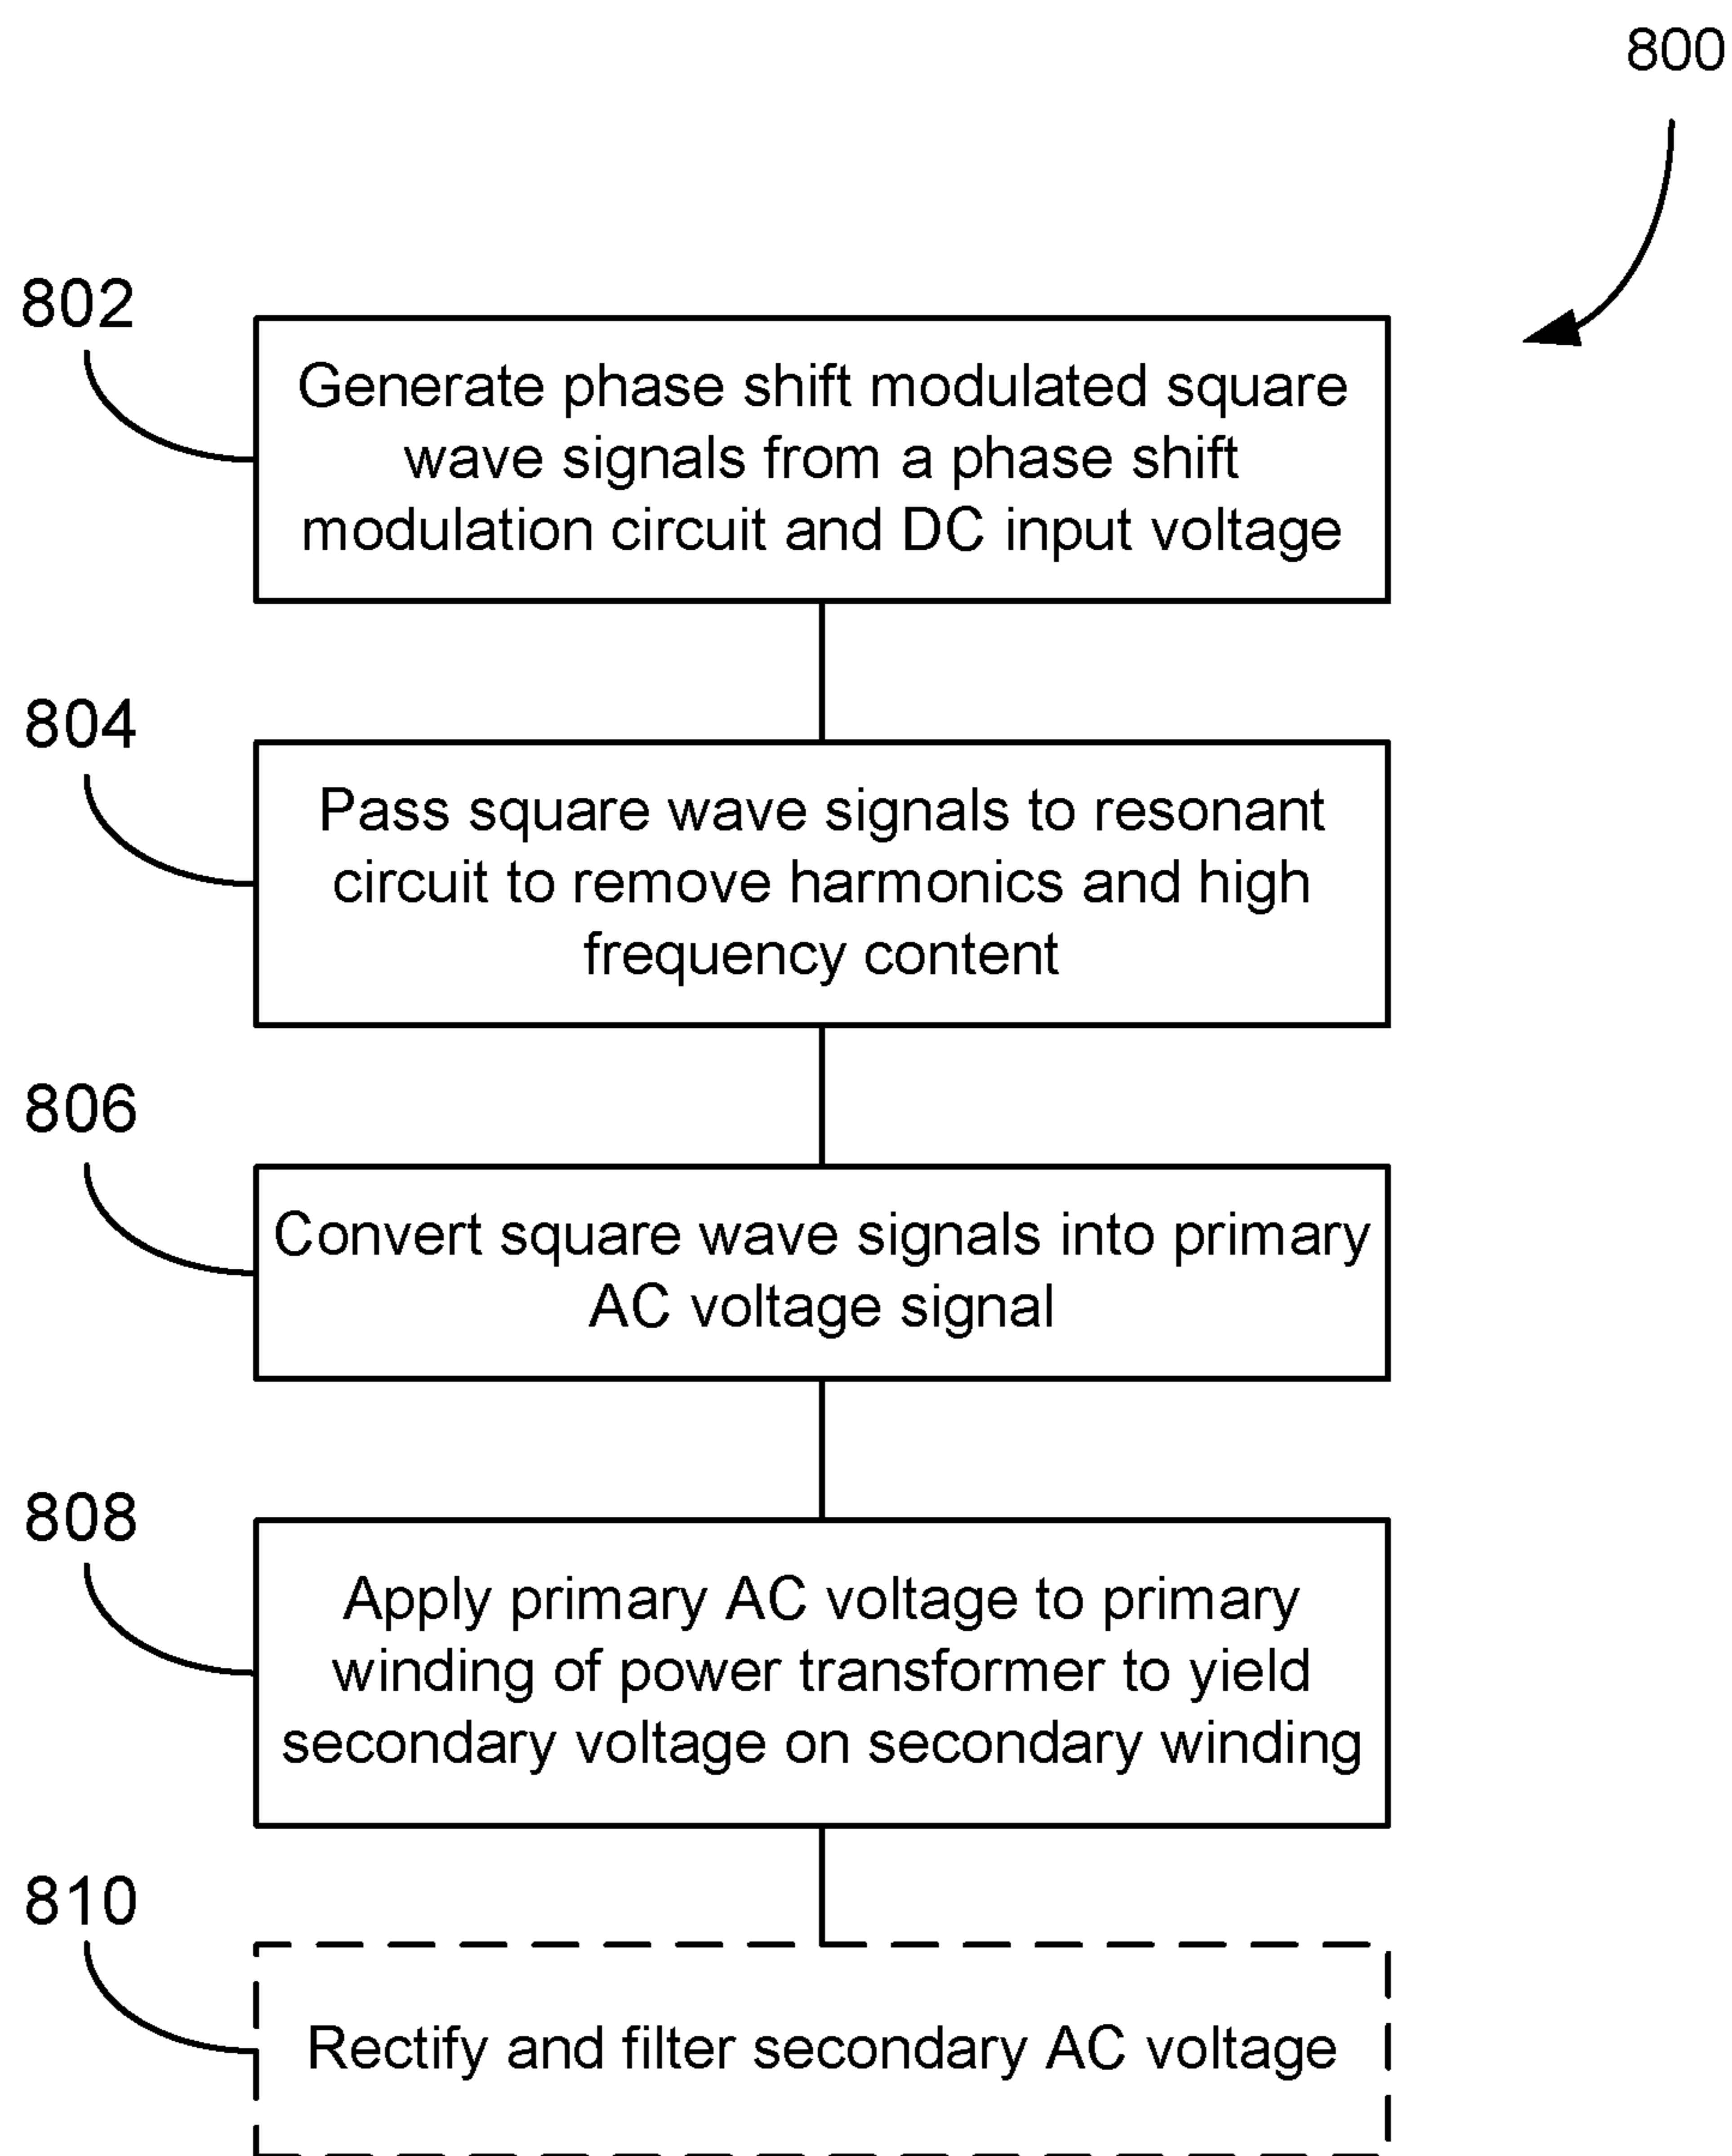 800
802
Generate phase shift modulated square
wave signals from a phase shift
modulation circuit and DC input voltage
804
Pass square wave signals to resonant
circuit to remove harmonics and high
frequency content
806
Convert square wave signals into primary
AC voltage signal
808
Apply primary AC voltage to primary
winding of power transformer to yield
secondary voltage on secondary winding
810
Rectify and filter secondary AC voltage